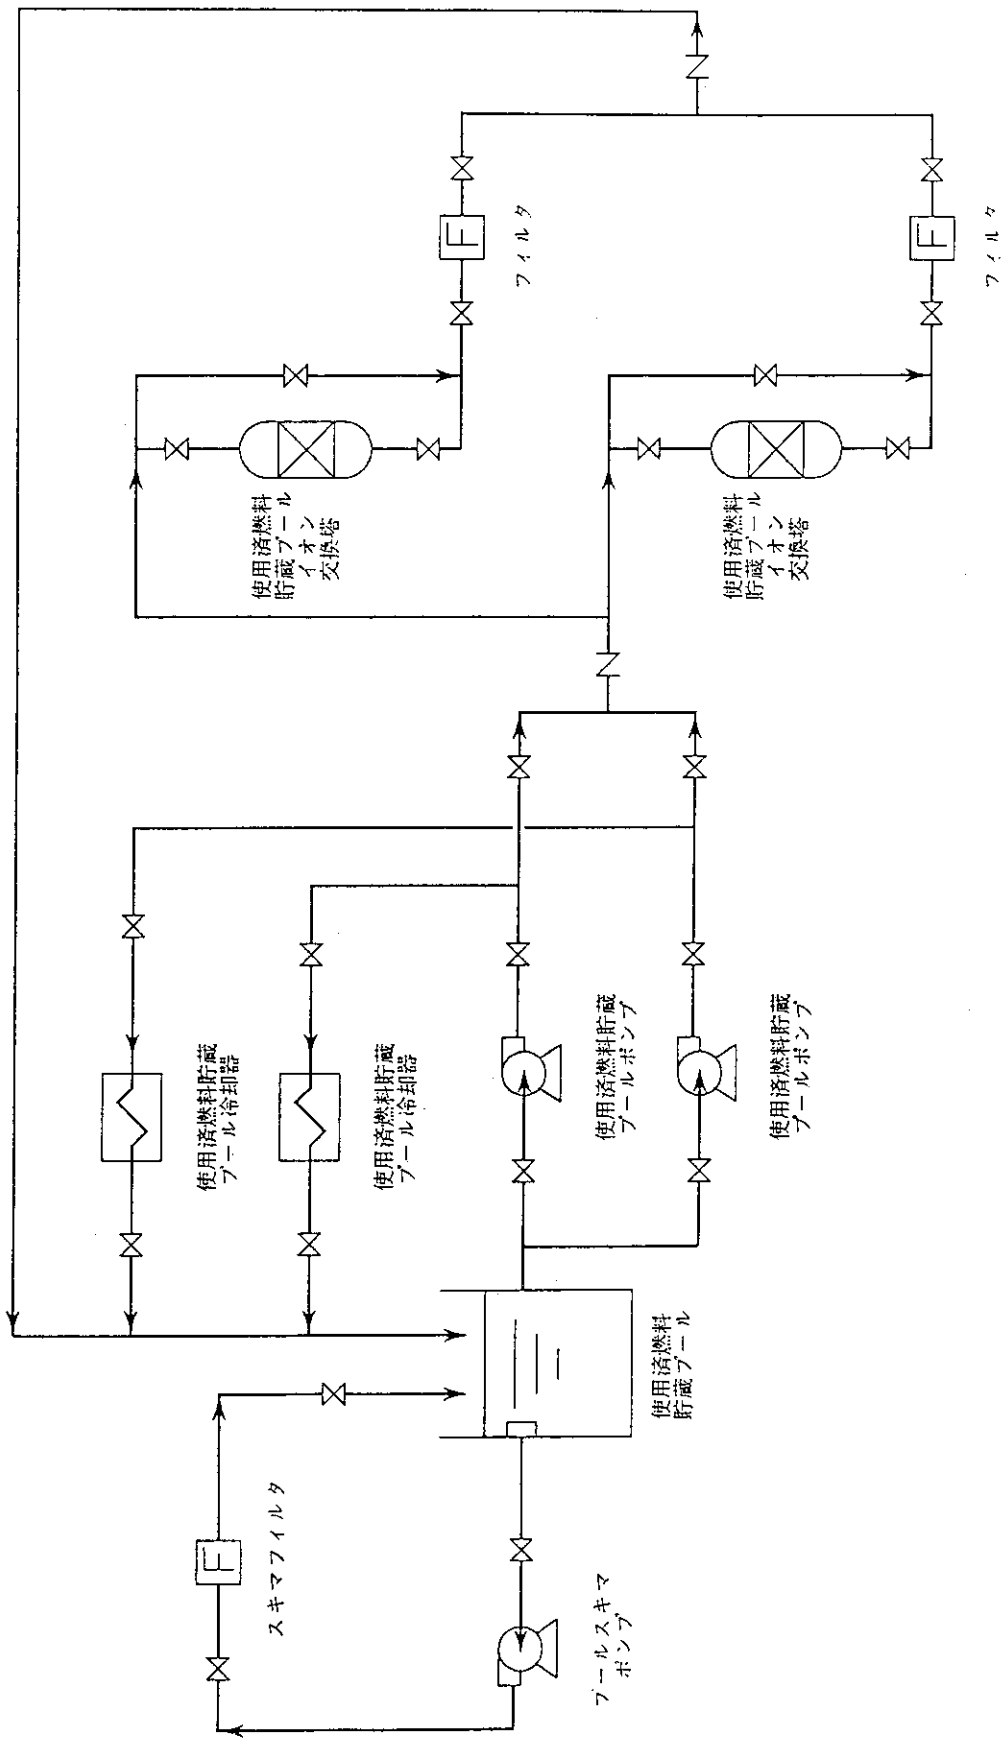 スキマフィルタ
プールスキマ
ポンプ
使用済燃料
貯蔵プール
使用済燃料貯蔵
プール冷却器
使用済燃料貯蔵
プール冷却器
使用済燃料貯蔵
プールポンプ
使用済燃料貯蔵
プールポンプ
使用済燃料
貯蔵プール
イオン
交換塔
使用済燃料
貯蔵プール
イオン
交換塔
F
フィルタ
F
フィルタ
F